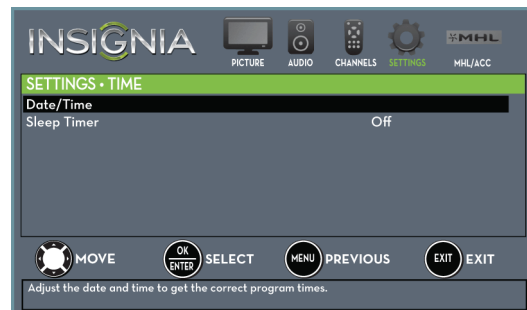 INSIGNIA
PICTURE AUDIO CHANNELS SETTINGS MHL/ACC
MHL
SETTINGS • TIME
Date/Time
Sleep Timer Off
MOVE OK/ENTER SELECT MENU PREVIOUS EXIT EXIT
Adjust the date and time to get the correct program times.